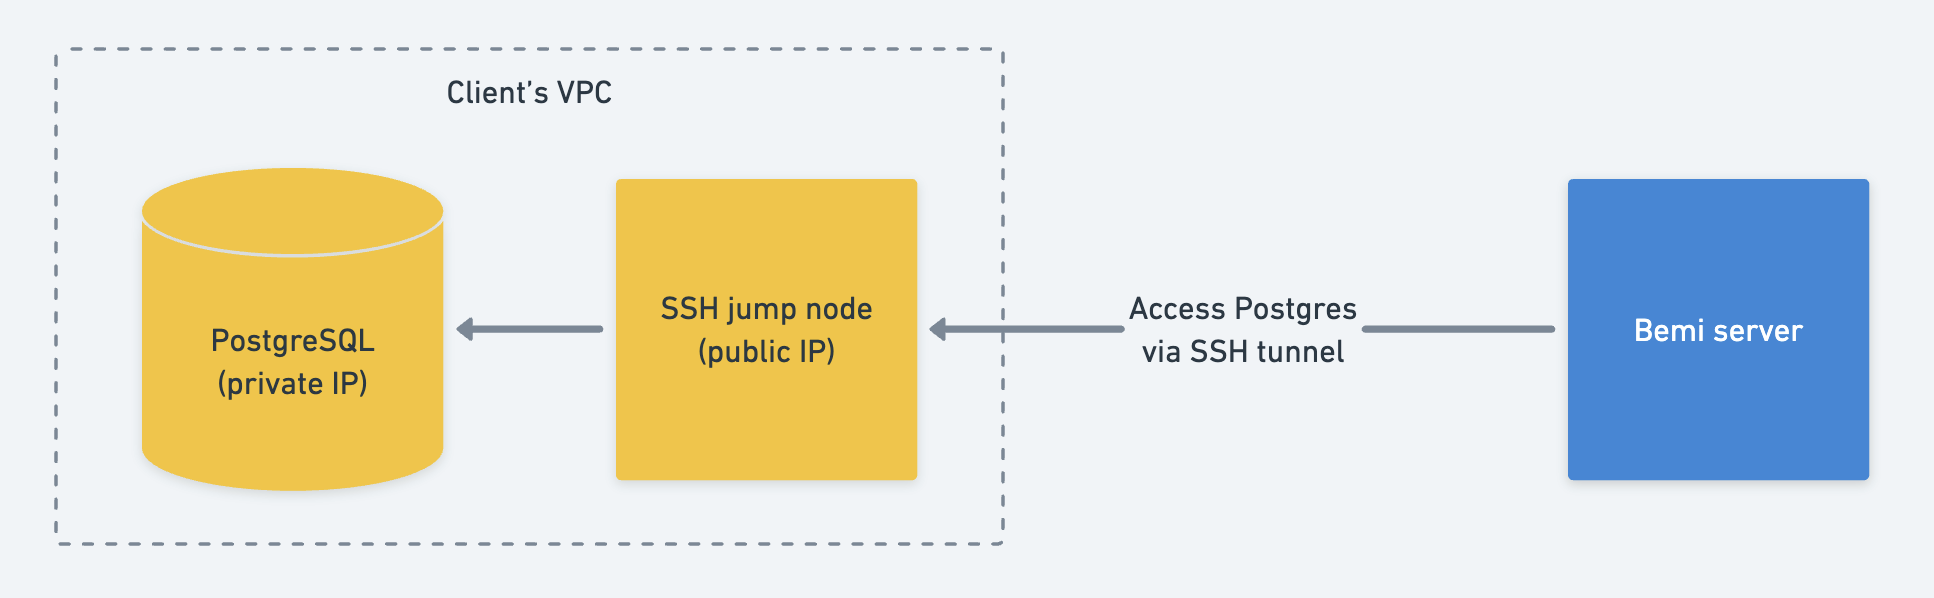 Client’s VPC
PostgreSQL
(private IP)
SSH jump node
(public IP)
Access Postgres
via SSH tunnel
Bemi server